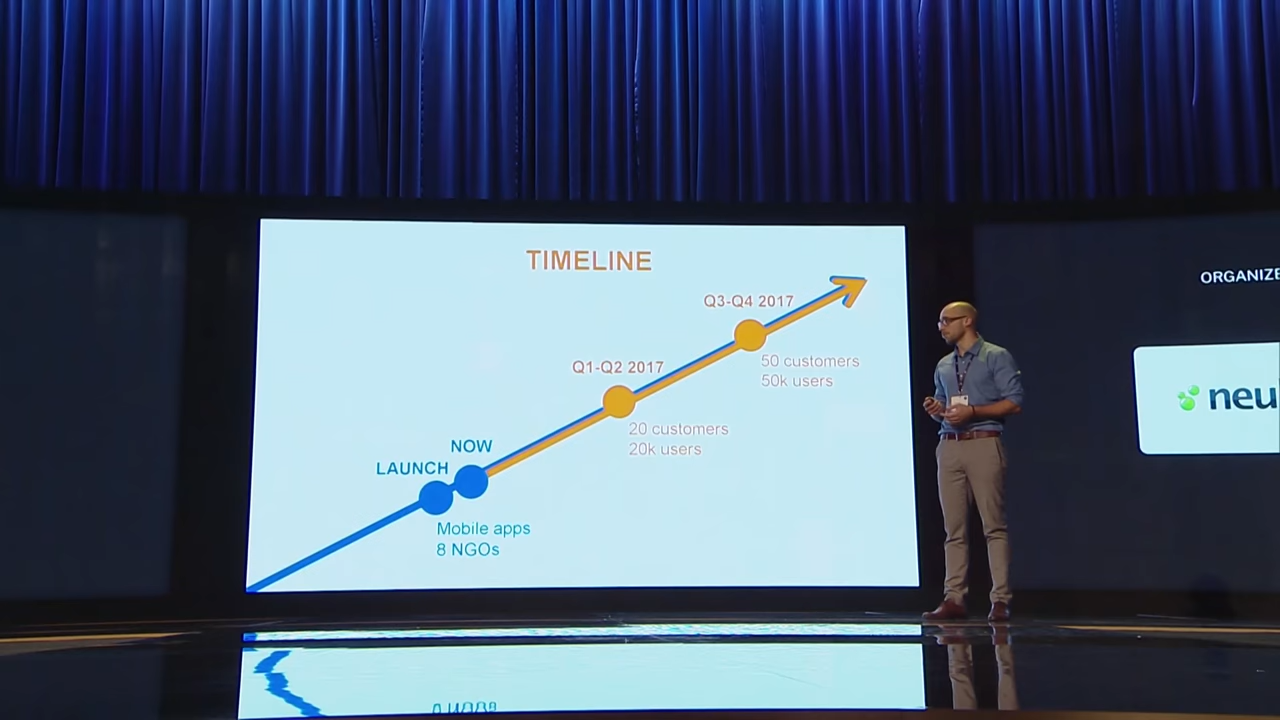 TIMELINE
Q3-Q4 2017
50 customers
50k users
Q1-Q2 2017
20 customers
20k users
NOW
LAUNCH
Mobile apps
8 NGOs
ORGANIZE
neu